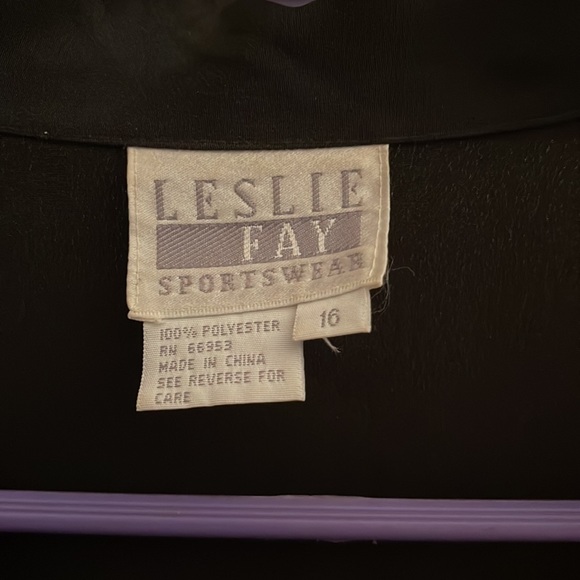 LESLIE
FAY
SPORTSWEAR
16
100% POLYESTER
RN 66953
MADE IN CHINA
SEE REVERSE FOR
CARE